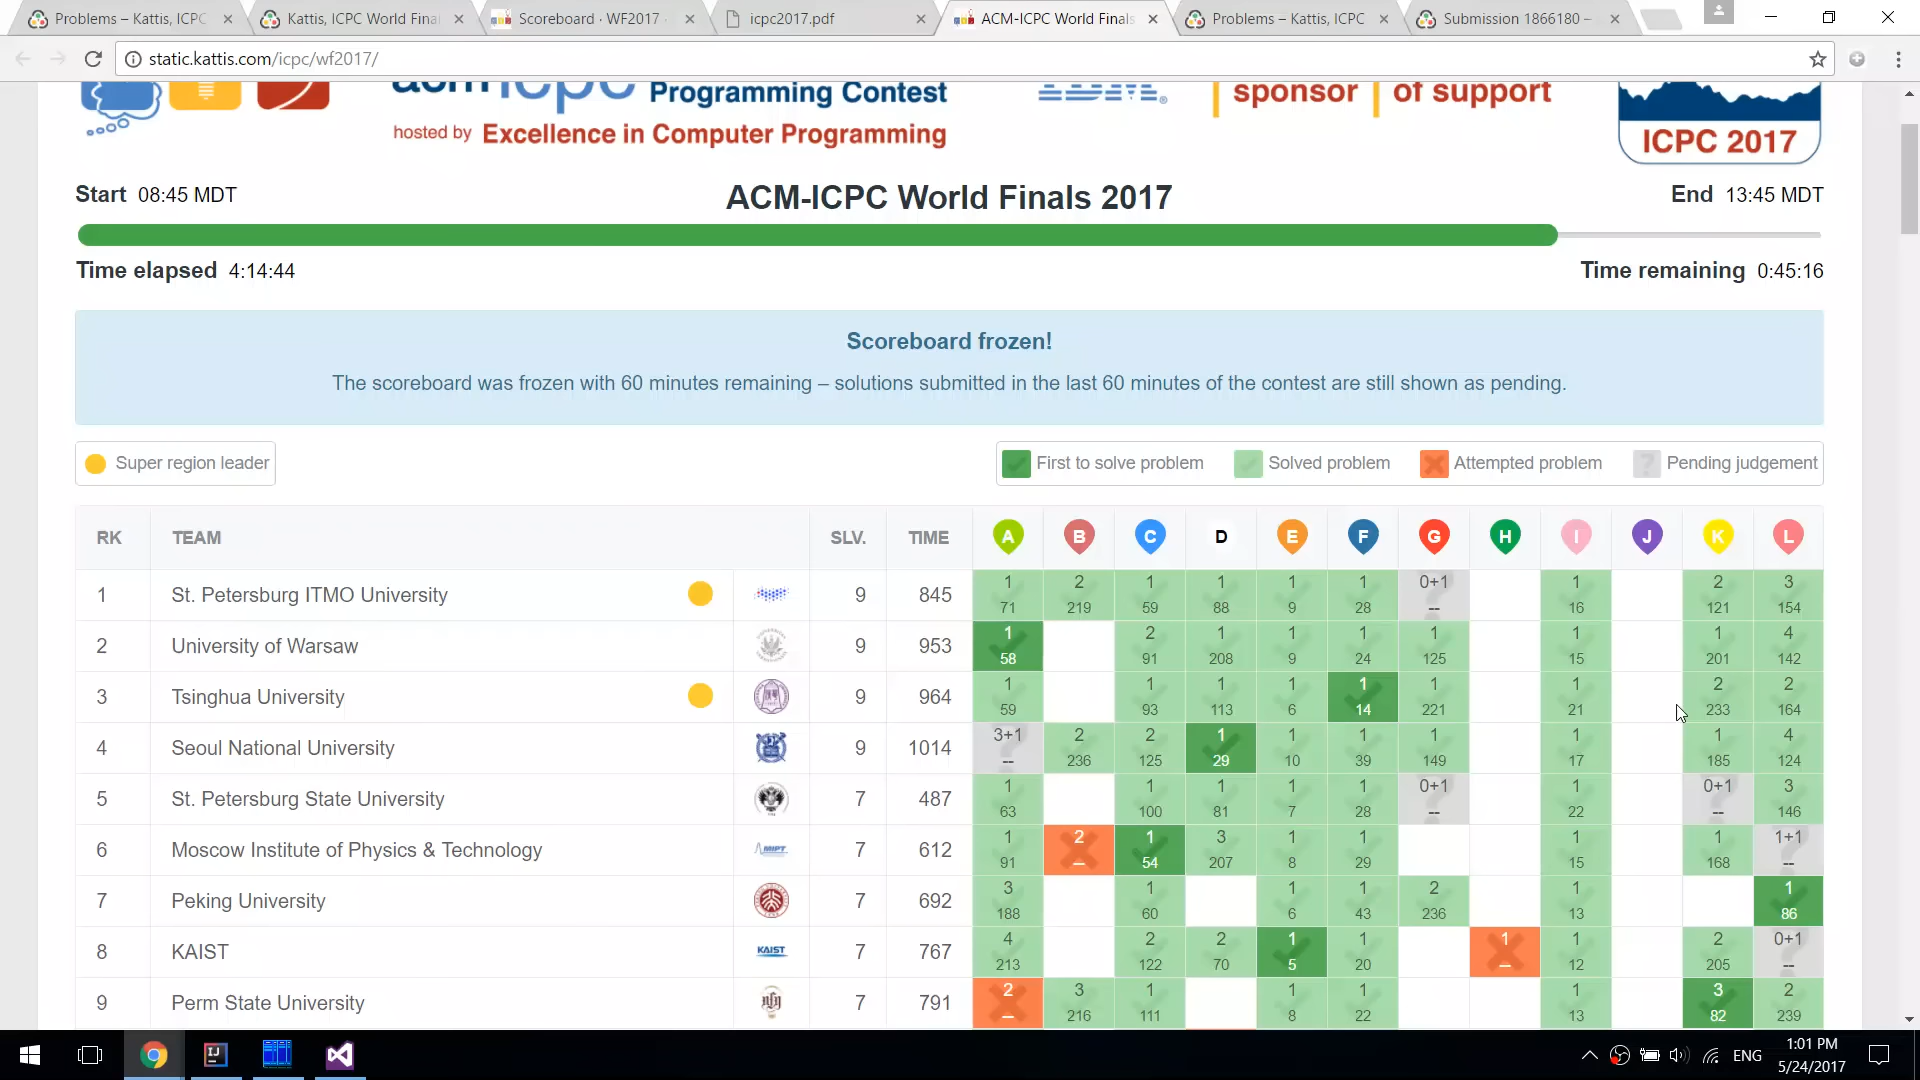 Problems – Kattis, ICPC
Kattis, ICPC World Final
Scoreboard · WF2017 -
icpc2017.pdf
ACM-ICPC World Finals
Problems – Kattis, ICPC
Submission 1866180 –
static.kattis.com/icpc/wf2017/
acm icpc Programming Contest
IBM. sponsor of support
hosted by Excellence in Computer Programming
ICPC 2017
Start 08:45 MDT
ACM-ICPC World Finals 2017
End 13:45 MDT
Time elapsed 4:14:44
Time remaining 0:45:16
Scoreboard frozen!
The scoreboard was frozen with 60 minutes remaining – solutions submitted in the last 60 minutes of the contest are still shown as pending.
Super region leader
First to solve problem Solved problem Attempted problem ? Pending judgement
RK TEAM SLV. TIME A B C D E F G H I J K L
1 2 1 1 1 1 0+1 1 2 3
1 St. Petersburg ITMO University 9 845
71 219 59 88 9 28 -- 16 121 154
1 2 1 1 1 1 1 1 4
2 University of Warsaw 9 953
58 91 208 9 24 125 15 201 142
1 1 1 1 1 1 1 2 2
3 Tsinghua University 9 964
59 93 113 6 14 221 21 233 164
3+1 2 2 1 1 1 1 1 1 4
4 Seoul National University 9 1014
-- 236 125 29 10 39 149 17 185 124
1 1 1 1 1 0+1 1 0+1 3
5 St. Petersburg State University 7 487
63 100 81 7 28 -- 22 -- 146
1 2 1 3 1 1 1 1 1+1
6 Moscow Institute of Physics & Technology MIPT 7 612
91 -- 54 207 8 29 15 168 --
3 1 1 1 2 1 1
7 Peking University 7 692
188 60 6 43 236 13 86
4 2 2 1 1 1 1 2 0+1
8 KAIST KAIST 7 767
213 122 70 5 20 -- 12 205 --
2 3 1 1 1 1 3 2
9 Perm State University 7 791
-- 216 111 8 22 13 82 239
ENG
1:01 PM
5/24/2017